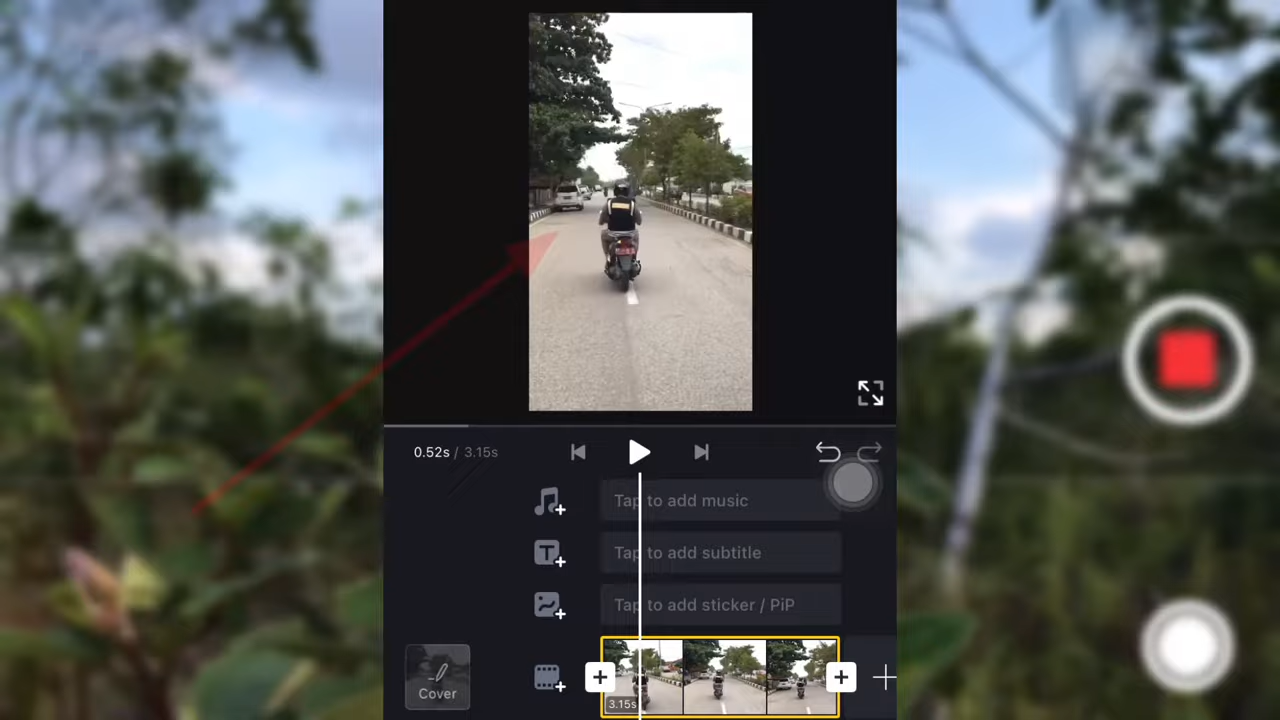 0.52s / 3.15s
Tap to add music
Tap to add subtitle
Tap to add sticker / PiP
Cover
3.15s